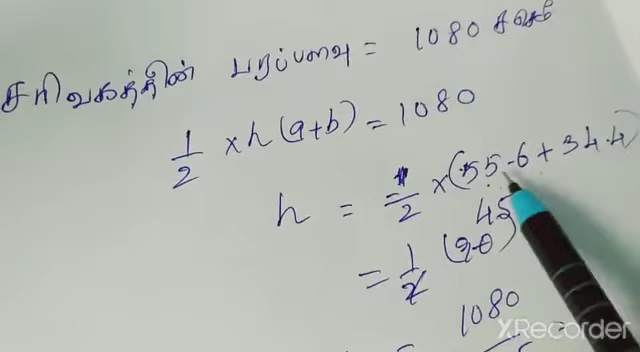 சரிவகத்தின் பரப்பளவு = 1080 சசெமீ
1/2 × h (a+b) = 1080
h = 1/2 × (55.6 + 34.4)
45
= 1/2 (90)
1080
XRecorder